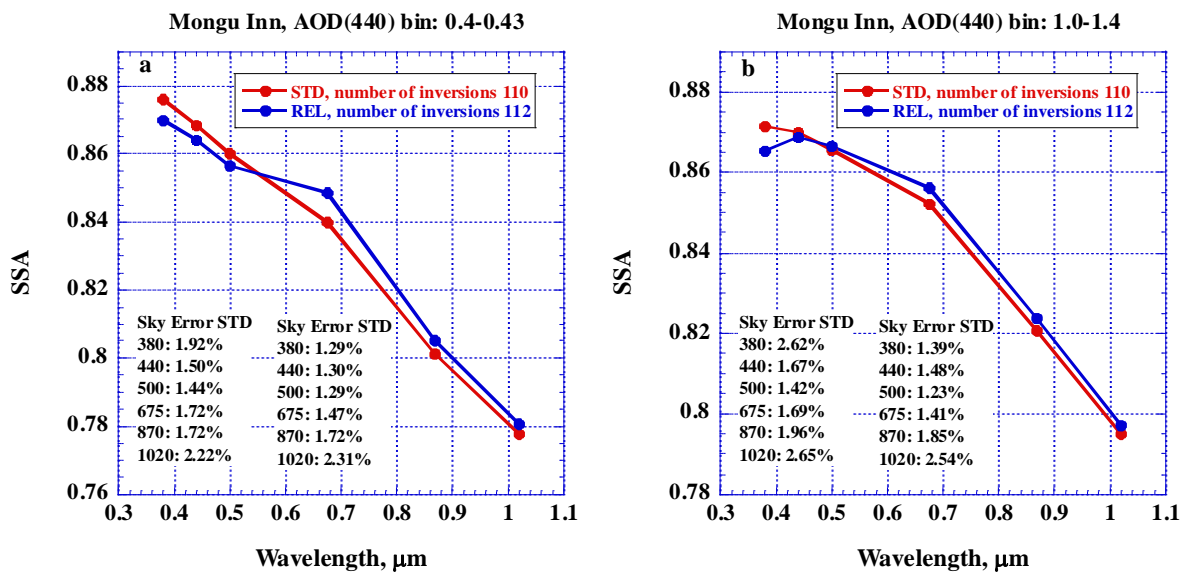 Mongu Inn, AOD(440) bin: 0.4-0.43
a
STD, number of inversions 110
REL, number of inversions 112
0.88
0.86
0.84
0.82
0.8
0.78
0.76
SSA
Sky Error STD
380: 1.92%
440: 1.50%
500: 1.44%
675: 1.72%
870: 1.72%
1020: 2.22%
Sky Error STD
380: 1.29%
440: 1.30%
500: 1.29%
675: 1.47%
870: 1.72%
1020: 2.31%
0.3 0.4 0.5 0.6 0.7 0.8 0.9 1 1.1
Wavelength, μm
Mongu Inn, AOD(440) bin: 1.0-1.4
b
STD, number of inversions 110
REL, number of inversions 112
0.88
0.86
0.84
0.82
0.8
0.78
SSA
Sky Error STD
380: 2.62%
440: 1.67%
500: 1.42%
675: 1.69%
870: 1.96%
1020: 2.65%
Sky Error STD
380: 1.39%
440: 1.48%
500: 1.23%
675: 1.41%
870: 1.85%
1020: 2.54%
0.3 0.4 0.5 0.6 0.7 0.8 0.9 1 1.1
Wavelength, μm